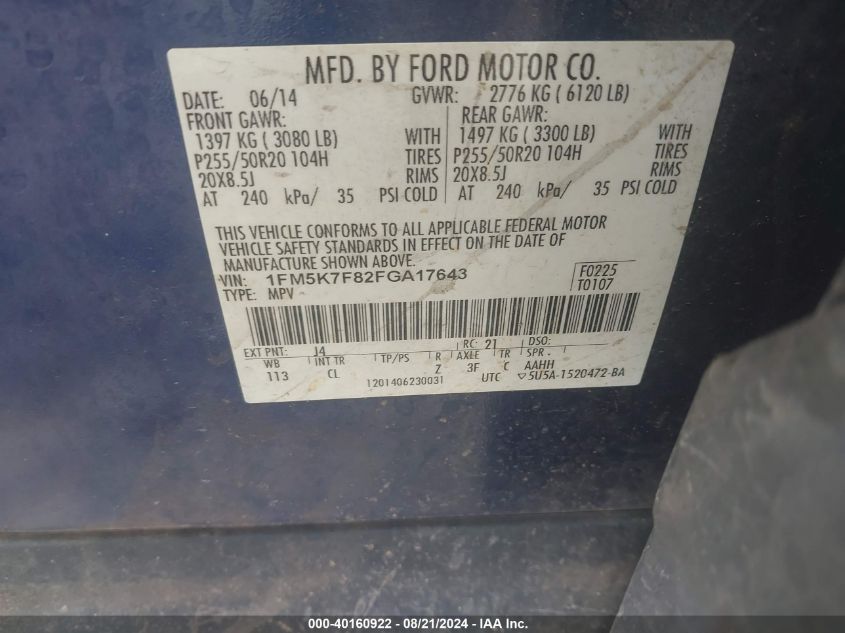 MFD. BY FORD MOTOR CO.
DATE: 06/14 GVWR: 2776 KG ( 6120 LB)
FRONT GAWR: REAR GAWR:
1397 KG ( 3080 LB) WITH 1497 KG ( 3300 LB) WITH
P255/50R20 104H TIRES P255/50R20 104H TIRES
20X8.5J RIMS 20X8.5J RIMS
AT 240 kPa/ 35 PSI COLD AT 240 kPa/ 35 PSI COLD
THIS VEHICLE CONFORMS TO ALL APPLICABLE FEDERAL MOTOR
VEHICLE SAFETY STANDARDS IN EFFECT ON THE DATE OF
MANUFACTURE SHOWN ABOVE.
VIN: 1FM5K7F82FGA17643 F0225
TYPE: MPV T0107
EXT PNT: J4 RC: 21 DSO:
WB INT TR TP/PS R AXLE TR SPR
113 CL Z 3F C AAHH
1201406230031 UTC 5U5A-1520472-BA
000-40160922 - 08/21/2024 - IAA Inc.